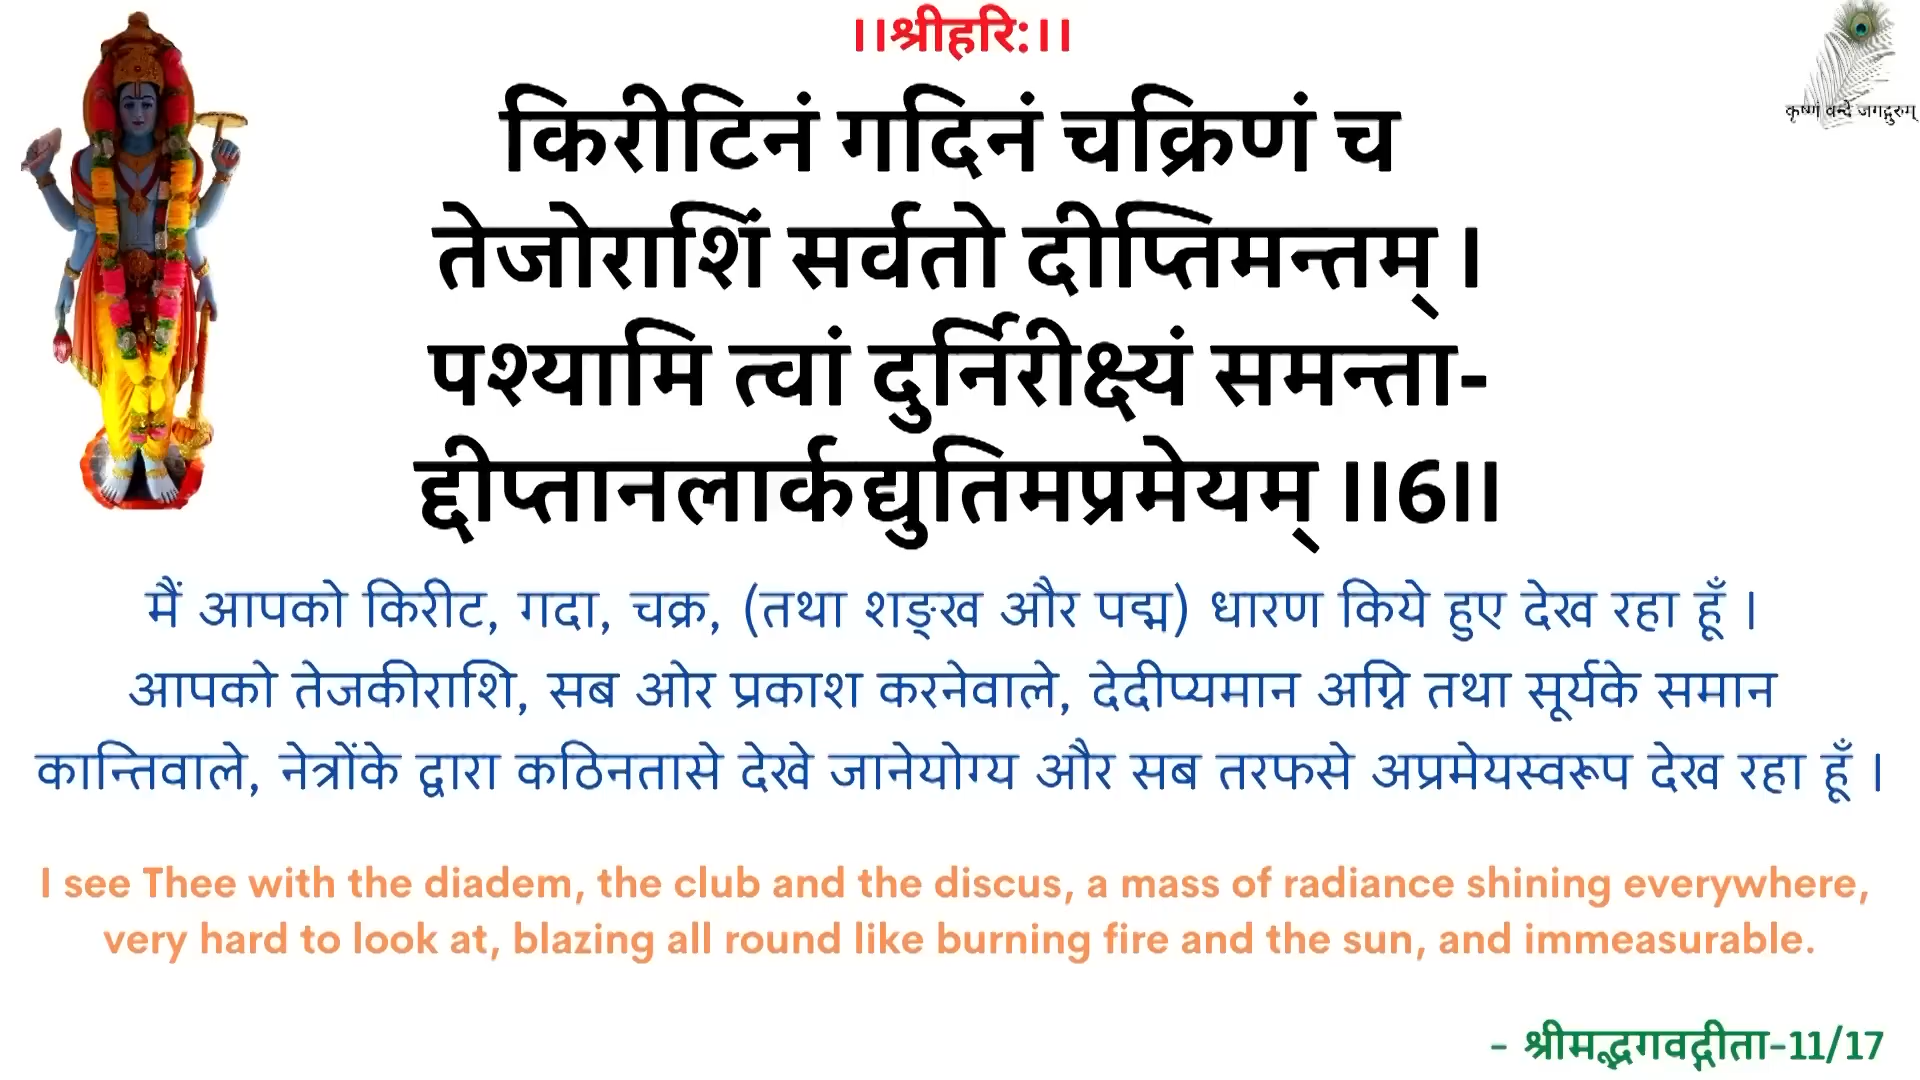 ।।श्रीहरि:।।
कृष्णं वन्दे जगद्गुरुम्
किरीटिनं गदिनं चक्रिणं च
तेजोराशिं सर्वतो दीप्तिमन्तम् ।
पश्यामि त्वां दुर्निरीक्ष्यं समन्ता-
द्दीप्तानलार्कद्युतिमप्रमेयम् ।।6।।
मैं आपको किरीट, गदा, चक्र, (तथा शङ्ख और पद्म) धारण किये हुए देख रहा हूँ ।
आपको तेजकीराशि, सब ओर प्रकाश करनेवाले, देदीप्यमान अग्नि तथा सूर्यके समान
कान्तिवाले, नेत्रोंके द्वारा कठिनतासे देखे जानेयोग्य और सब तरफसे अप्रमेयस्वरूप देख रहा हूँ ।
I see Thee with the diadem, the club and the discus, a mass of radiance shining everywhere,
very hard to look at, blazing all round like burning fire and the sun, and immeasurable.
- श्रीमद्भगवद्गीता-11/17